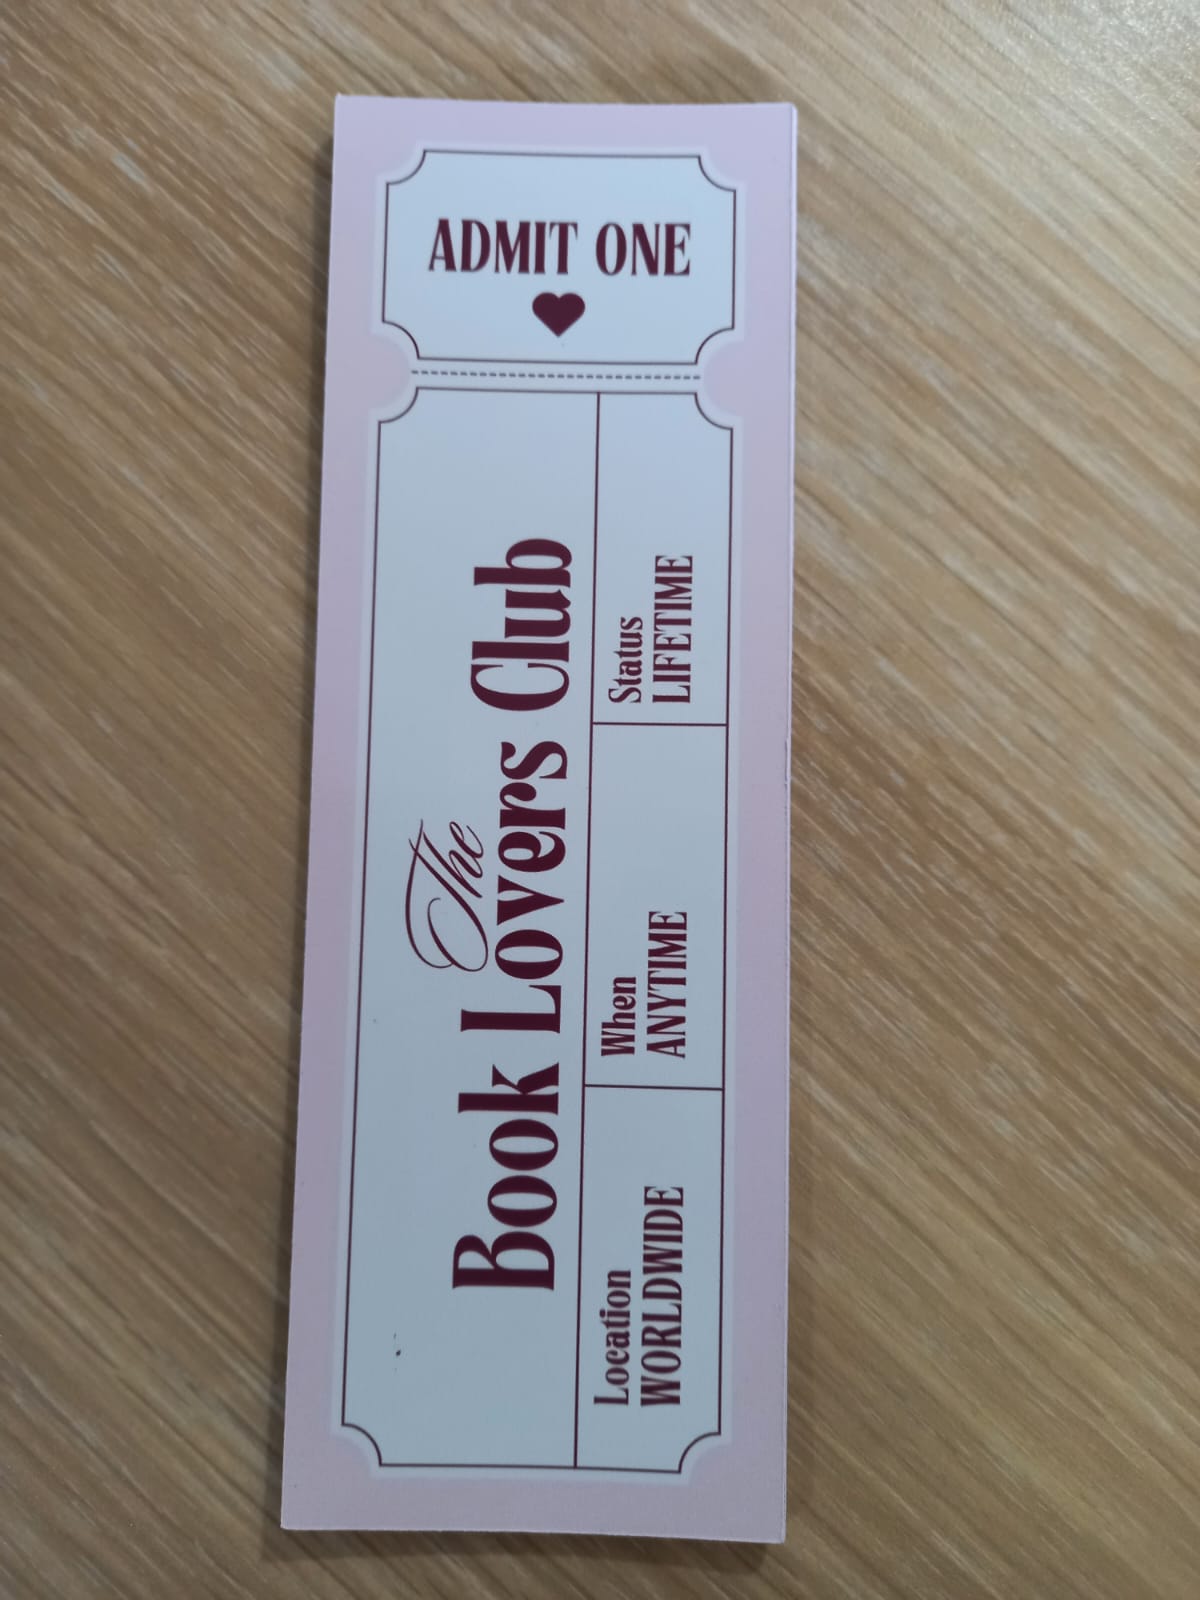 ADMIT ONE
The
Book Lovers Club
Location
WORLDWIDE
When
ANYTIME
Status
LIFETIME